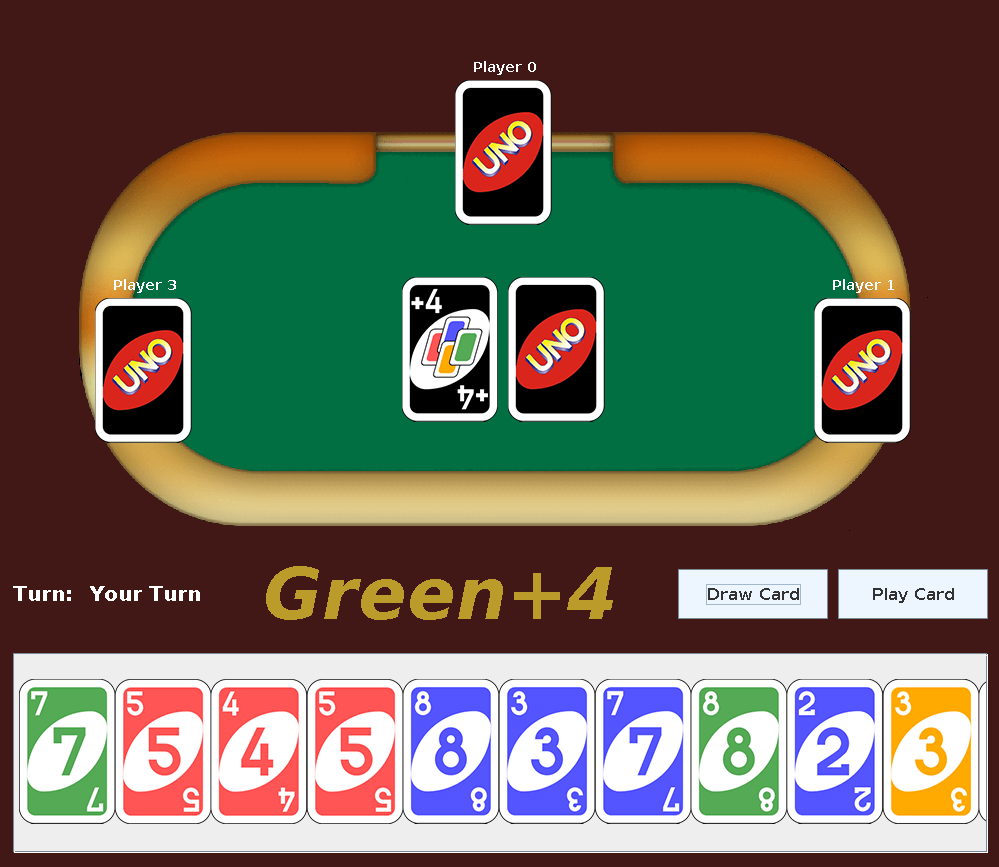 Player 0
UNO
Player 3
Player 1
+4
+4
UNO
UNO
UNO
Turn: Your Turn
Green+4
Draw Card
Play Card
7 5 4 5 8 3 7 8 2 3
7 5 4 5 8 3 7 8 2 3
7 5 4 5 8 3 7 8 2 3